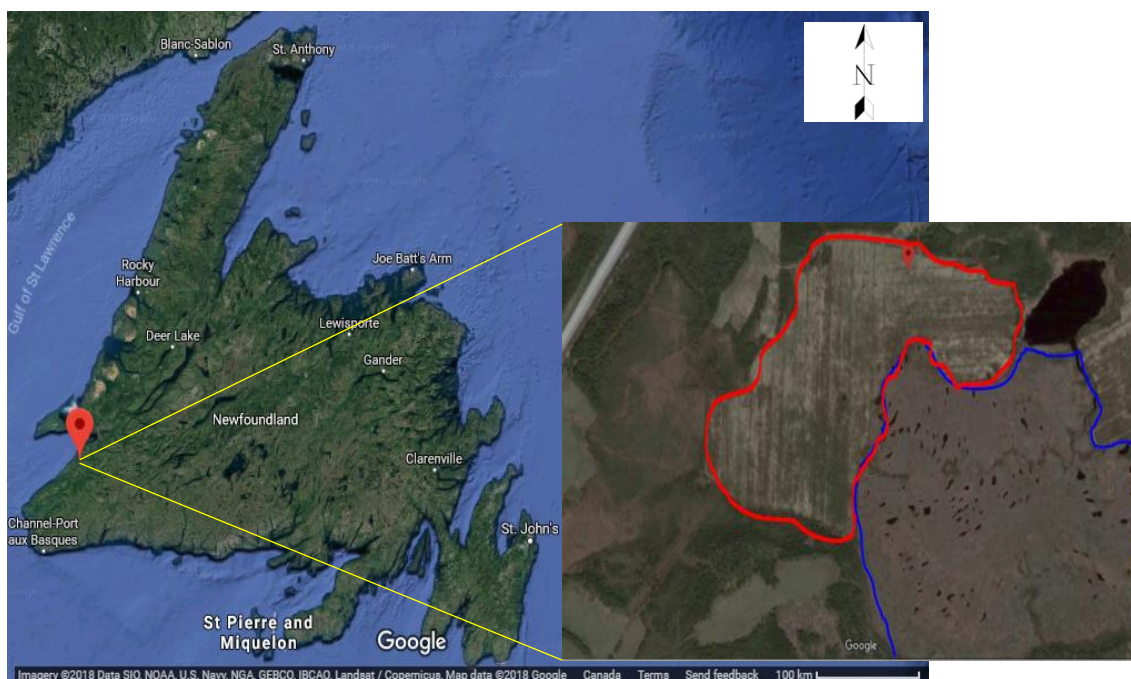 Blanc-Sablon
St. Anthony
N
Gulf of St Lawrence
Rocky
Harbour
Joe Batt's Arm
Deer Lake
Lewisporte
Gander
Newfoundland
Clarenville
Channel-Port
aux Basques
St. John's
St Pierre and
Miquelon
Google
Google
Imagery ©2018 Data SIO, NOAA, U.S. Navy, NGA, GEBCO, IBCAO, Landsat / Copernicus, Map data ©2018 Google Canada Terms Send feedback 100 km